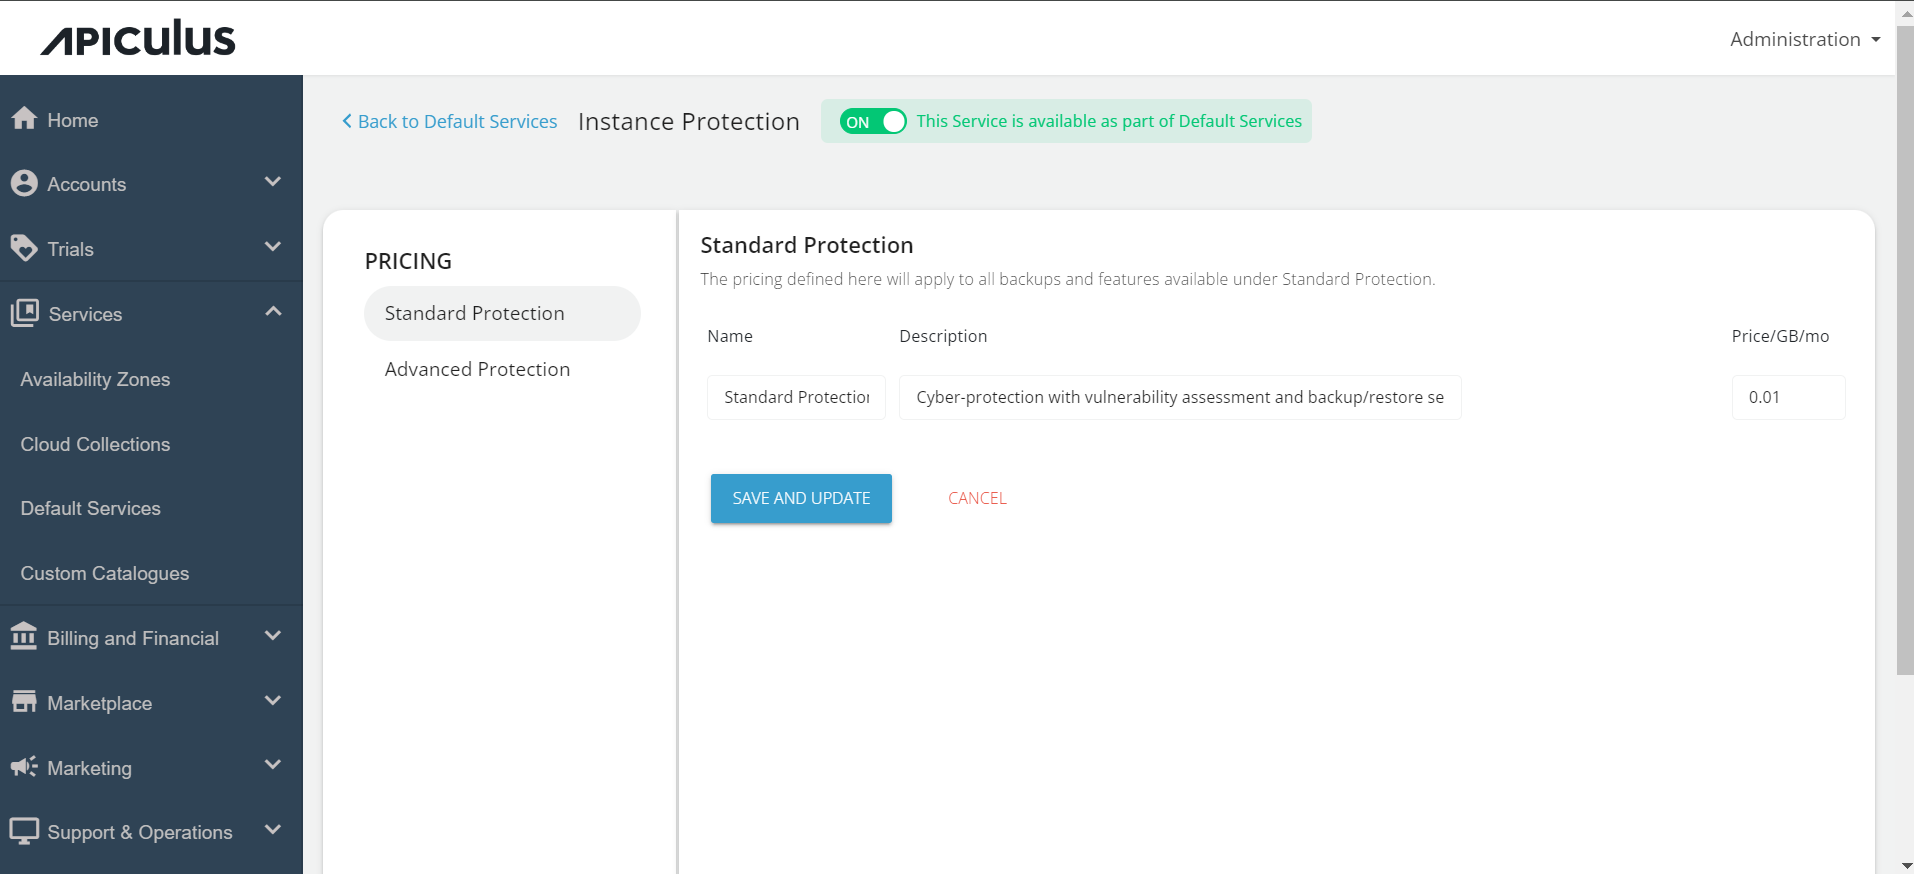 APICULUS
Administration
Home
Accounts
Trials
Services
Availability Zones
Cloud Collections
Default Services
Custom Catalogues
Billing and Financial
Marketplace
Marketing
Support & Operations
Back to Default Services
Instance Protection
ON
This Service is available as part of Default Services
PRICING
Standard Protection
Advanced Protection
Standard Protection
The pricing defined here will apply to all backups and features available under Standard Protection.
Name Description Price/GB/mo
Standard Protection Cyber-protection with vulnerability assessment and backup/restore se 0.01
SAVE AND UPDATE CANCEL